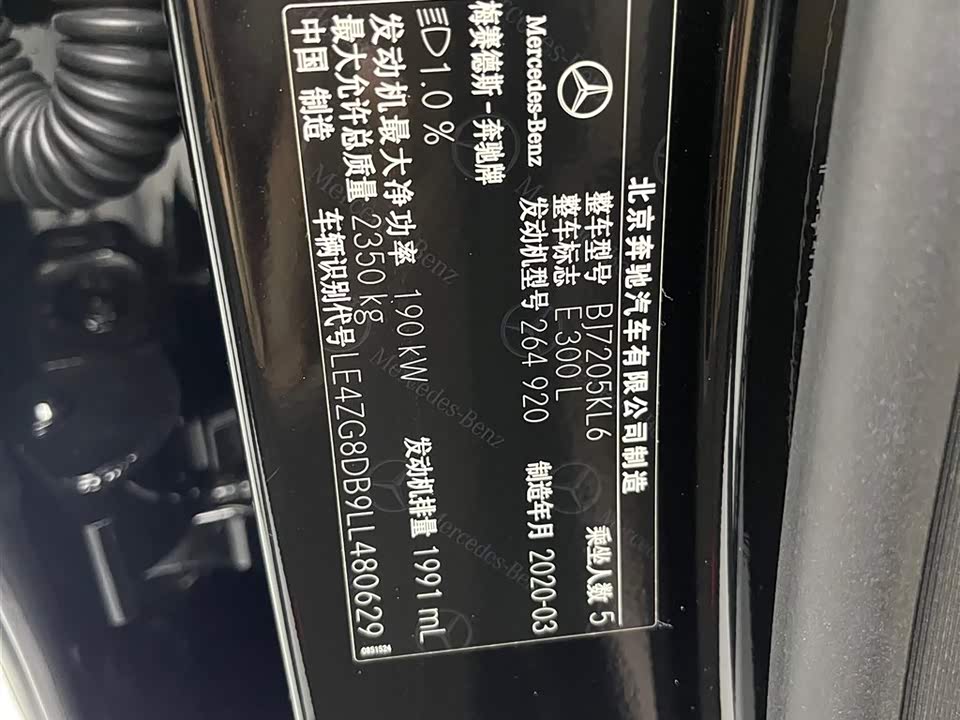 北京奔驰汽车有限公司制造
Mercedes-Benz
整车型号 BJ7205KL6
乘坐人数 5
整车标志 E 300 L
梅赛德斯-奔驰牌
发动机型号 264 920
制造年月 2020-03
1.0 %
发动机最大净功率 190 kW
发动机排量 1991 mL
最大允许总质量 2350 kg
中国 制造
车辆识别代号 LE4ZG8DB9LL480629
C8S1524